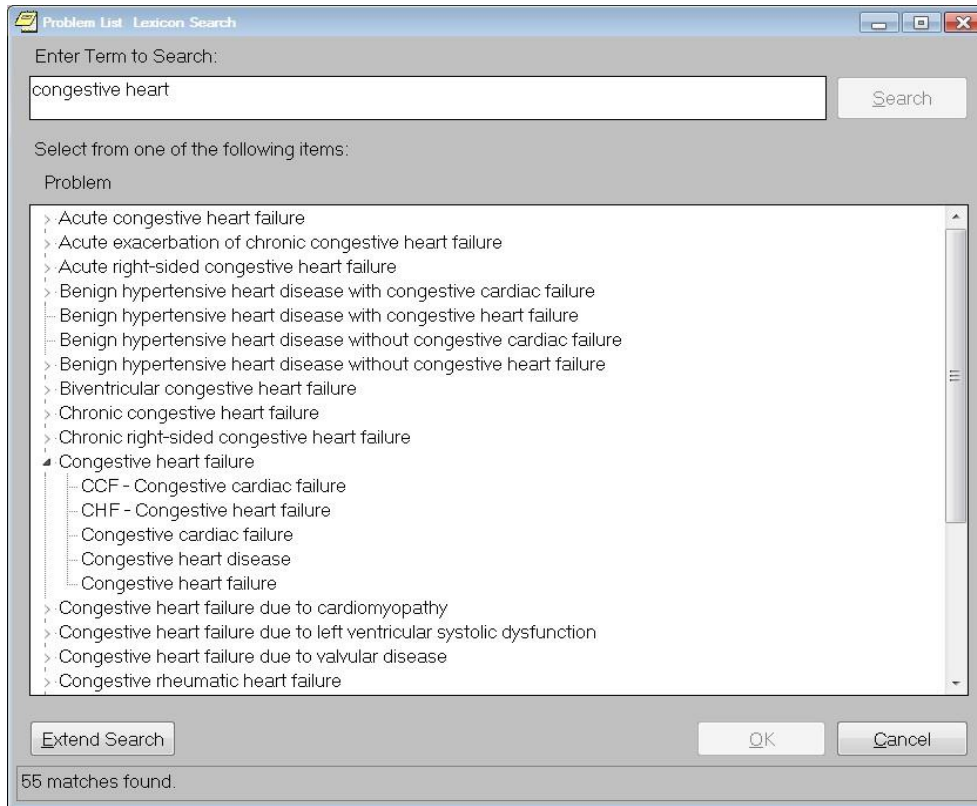 Problem List Lexicon Search
Enter Term to Search:
congestive heart
Search
Select from one of the following items:
Problem
Acute congestive heart failure
Acute exacerbation of chronic congestive heart failure
Acute right-sided congestive heart failure
Benign hypertensive heart disease with congestive cardiac failure
Benign hypertensive heart disease with congestive heart failure
Benign hypertensive heart disease without congestive cardiac failure
Benign hypertensive heart disease without congestive heart failure
Biventricular congestive heart failure
Chronic congestive heart failure
Chronic right-sided congestive heart failure
Congestive heart failure
CCF - Congestive cardiac failure
CHF - Congestive heart failure
Congestive cardiac failure
Congestive heart disease
Congestive heart failure
Congestive heart failure due to cardiomyopathy
Congestive heart failure due to left ventricular systolic dysfunction
Congestive heart failure due to valvular disease
Congestive rheumatic heart failure
Extend Search
OK
Cancel
55 matches found.